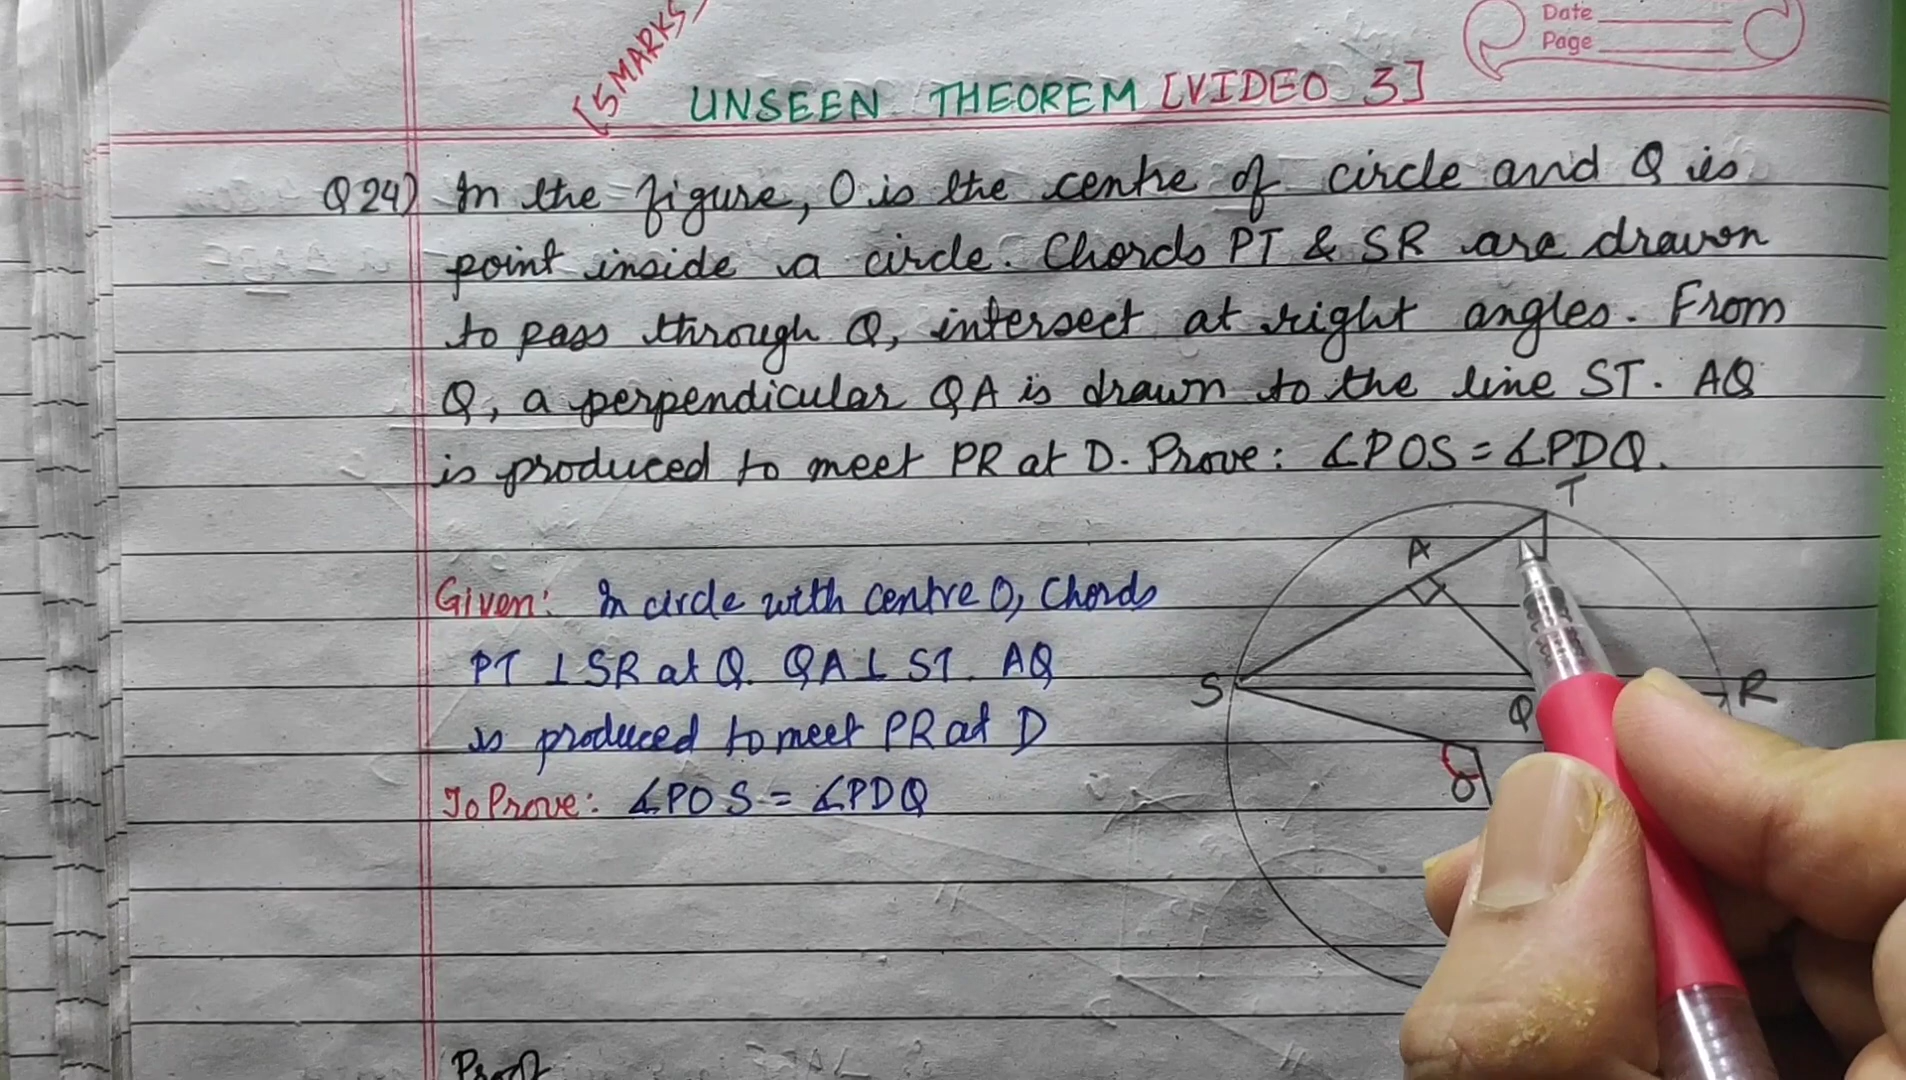 Date
Page
[5MARKS]
UNSEEN THEOREM [VIDEO 3]
Q24) In the figure, O is the centre of circle and Q is
point inside a circle. Chords PT & SR are drawn
to pass through Q, intersect at right angles. From
Q, a perpendicular QA is drawn to the line ST. AQ
is produced to meet PR at D. Prove: ∠POS = ∠PDQ.
T
A
Given: In circle with centre O, Chords
PT ⊥ SR at Q. QA ⊥ ST. AQ
S
R
Q
is produced to meet PR at D
To Prove: ∠POS = ∠PDQ
O
Proof